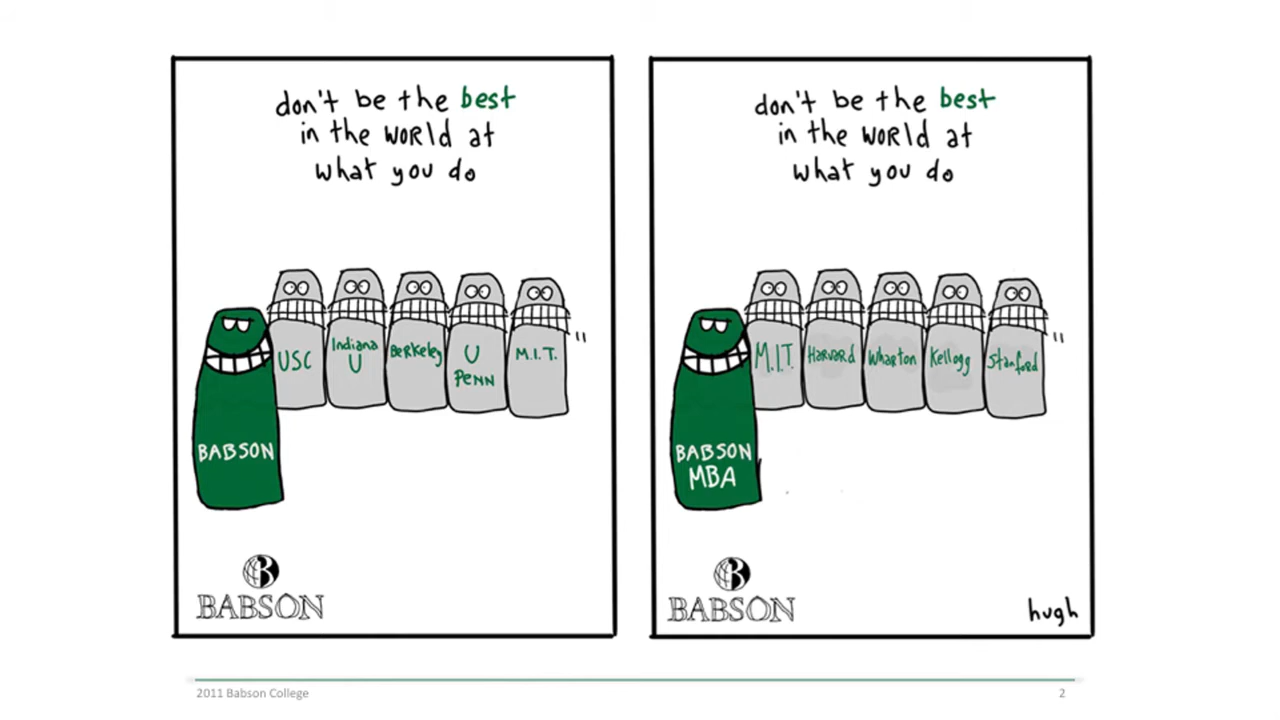 don't be the best
in the world at
what you do
USC
Indiana
U
Berkeley
U
Penn
M.I.T.
BABSON
BABSON
don't be the best
in the world at
what you do
M.I.T.
Harvard
Wharton
Kellogg
Stanford
BABSON
MBA
BABSON
hugh
2011 Babson College
2